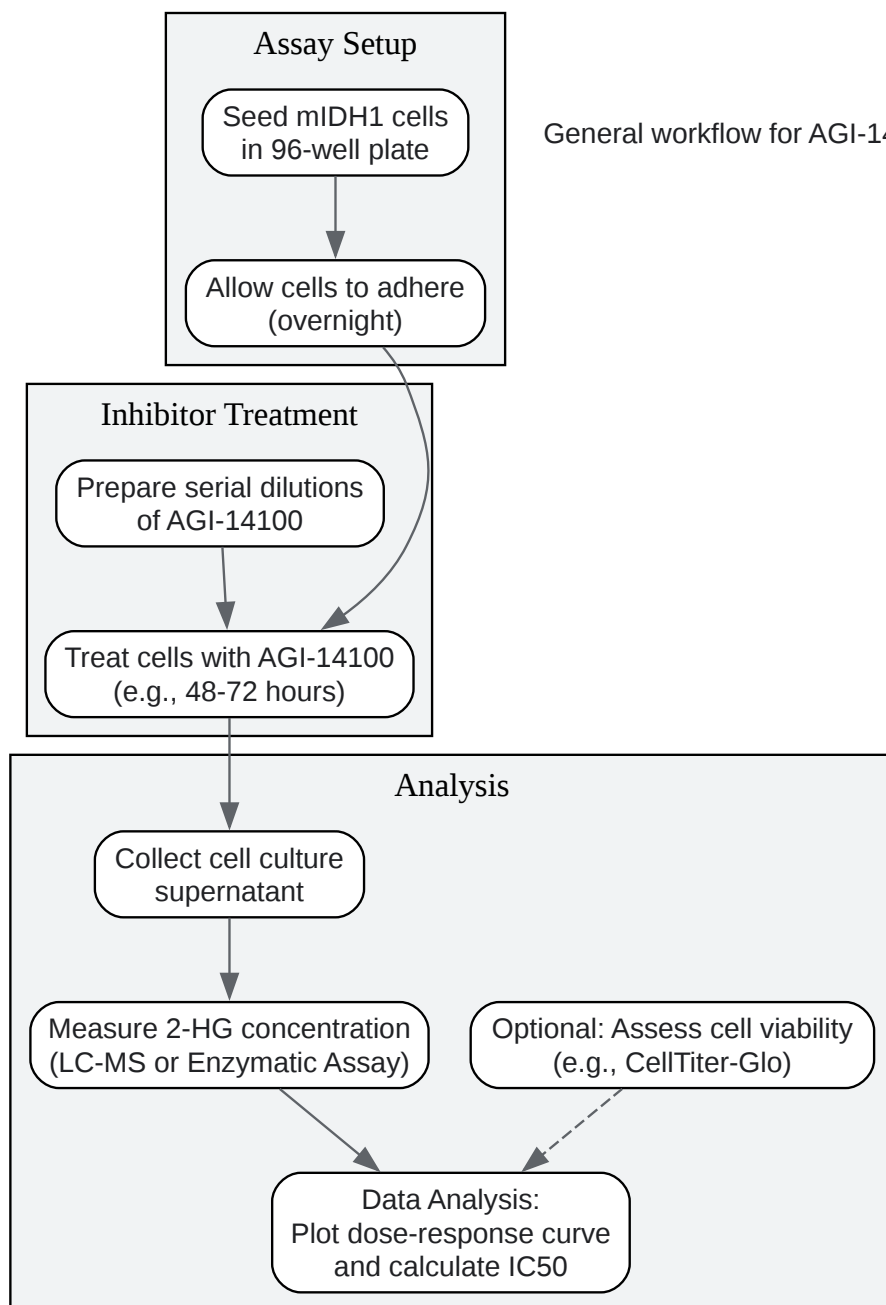 Assay Setup
Seed mIDH1 cells
in 96-well plate
General workflow for AGI-14
Allow cells to adhere
(overnight)
Inhibitor Treatment
Prepare serial dilutions
of AGI-14100
Treat cells with AGI-14100
(e.g., 48-72 hours)
Analysis
Collect cell culture
supernatant
Measure 2-HG concentration
(LC-MS or Enzymatic Assay)
Optional: Assess cell viability
(e.g., CellTiter-Glo)
Data Analysis:
Plot dose-response curve
and calculate IC50